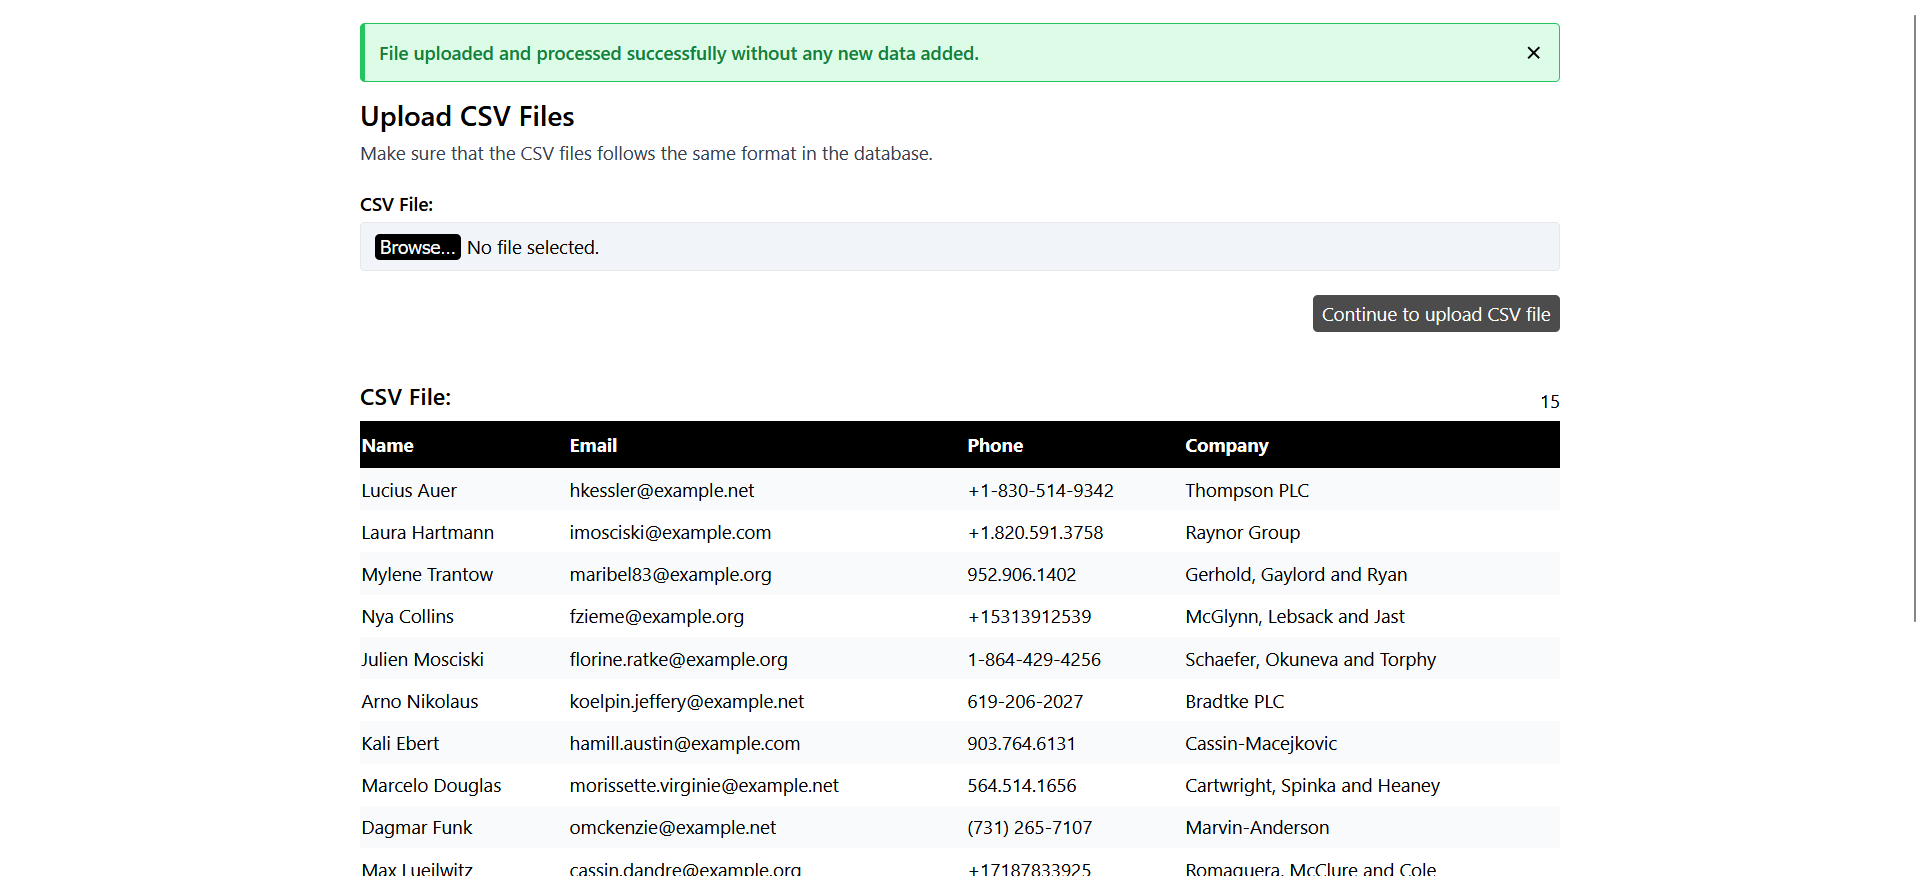 File uploaded and processed successfully without any new data added.
Upload CSV Files
Make sure that the CSV files follows the same format in the database.
CSV File:
Browse... No file selected.
Continue to upload CSV file
CSV File: 15
Name Email Phone Company
Lucius Auer hkessler@example.net +1-830-514-9342 Thompson PLC
Laura Hartmann imosciski@example.com +1.820.591.3758 Raynor Group
Mylene Trantow maribel83@example.org 952.906.1402 Gerhold, Gaylord and Ryan
Nya Collins fzieme@example.org +15313912539 McGlynn, Lebsack and Jast
Julien Mosciski florine.ratke@example.org 1-864-429-4256 Schaefer, Okuneva and Torphy
Arno Nikolaus koelpin.jeffery@example.net 619-206-2027 Bradtke PLC
Kali Ebert hamill.austin@example.com 903.764.6131 Cassin-Macejkovic
Marcelo Douglas morissette.virginie@example.net 564.514.1656 Cartwright, Spinka and Heaney
Dagmar Funk omckenzie@example.net (731) 265-7107 Marvin-Anderson
Max Lueilwitz cassin.dandre@example.org +17187833925 Romaguera, McClure and Cole